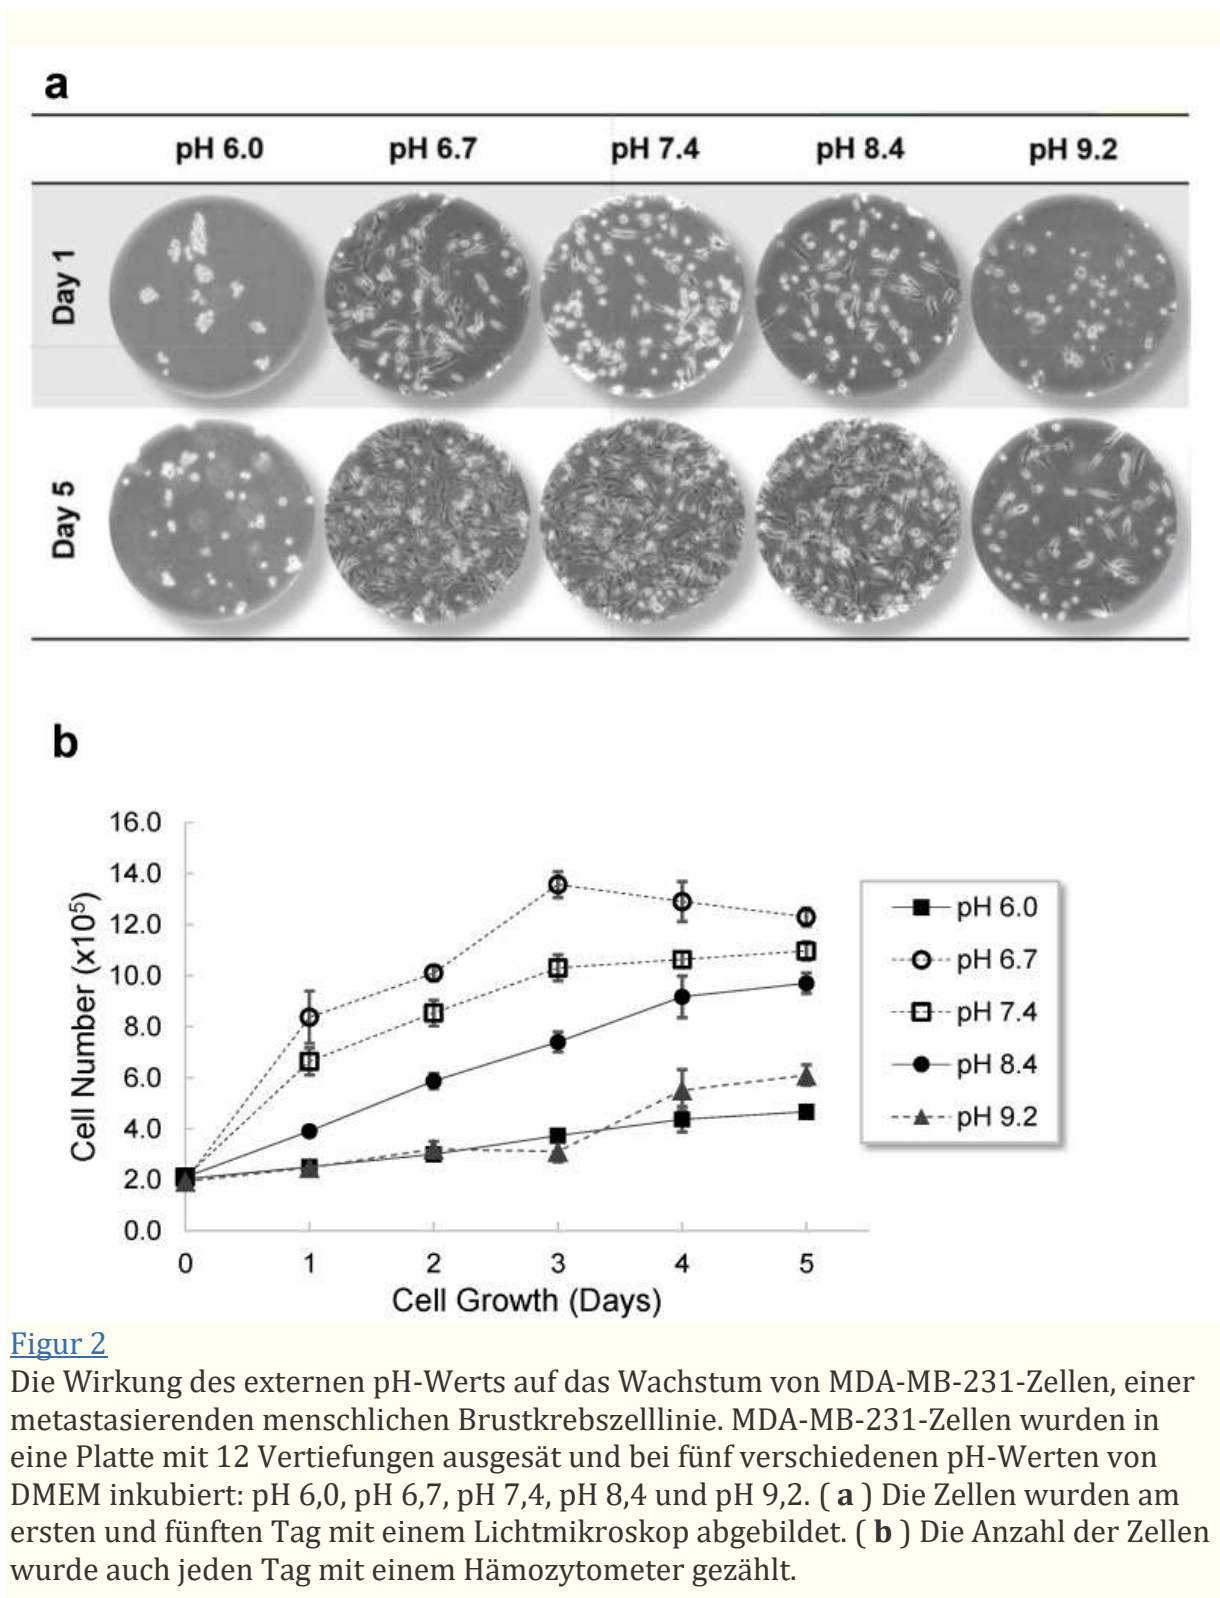 a
pH 6.0 pH 6.7 pH 7.4 pH 8.4 pH 9.2
Day 1
Day 5
b
Cell Number (x10⁵)
16.0
14.0
12.0
10.0
8.0
6.0
4.0
2.0
0.0
0 1 2 3 4 5
Cell Growth (Days)
pH 6.0
pH 6.7
pH 7.4
pH 8.4
pH 9.2
Figur 2
Die Wirkung des externen pH-Werts auf das Wachstum von MDA-MB-231-Zellen, einer
metastasierenden menschlichen Brustkrebszelllinie. MDA-MB-231-Zellen wurden in
eine Platte mit 12 Vertiefungen ausgesät und bei fünf verschiedenen pH-Werten von
DMEM inkubiert: pH 6,0, pH 6,7, pH 7,4, pH 8,4 und pH 9,2. ( a ) Die Zellen wurden am
ersten und fünften Tag mit einem Lichtmikroskop abgebildet. ( b ) Die Anzahl der Zellen
wurde auch jeden Tag mit einem Hämozytometer gezählt.